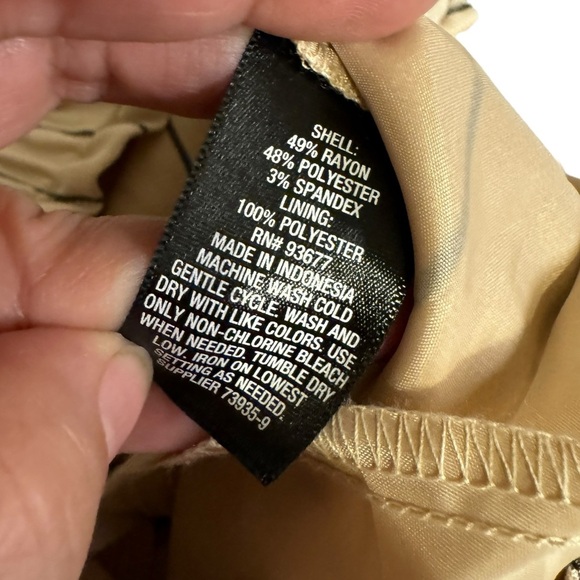 SHELL:
49% RAYON
48% POLYESTER
3% SPANDEX
LINING:
100% POLYESTER
RN# 93677
MADE IN INDONESIA
MACHINE WASH COLD
GENTLE CYCLE. WASH AND
DRY WITH LIKE COLORS. USE
ONLY NON-CHLORINE BLEACH
WHEN NEEDED. TUMBLE DRY
LOW. IRON ON LOWEST
SETTING AS NEEDED.
SUPPLIER 73935-9